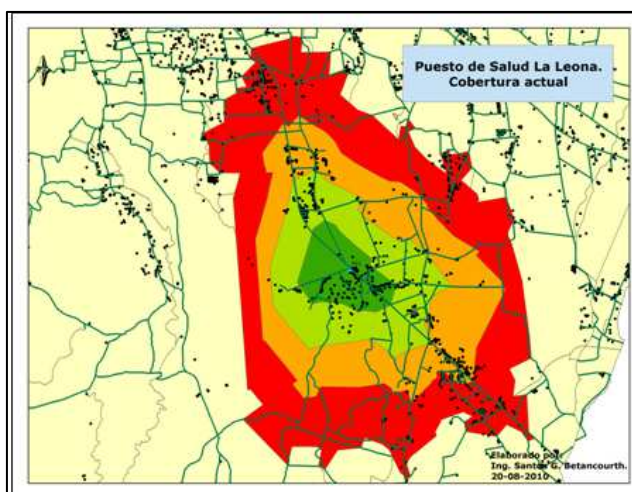 Puesto de Salud La Leona.
Cobertura actual
Elaborado por:
Ing. Santos G. Betancourth.
20-08-2010